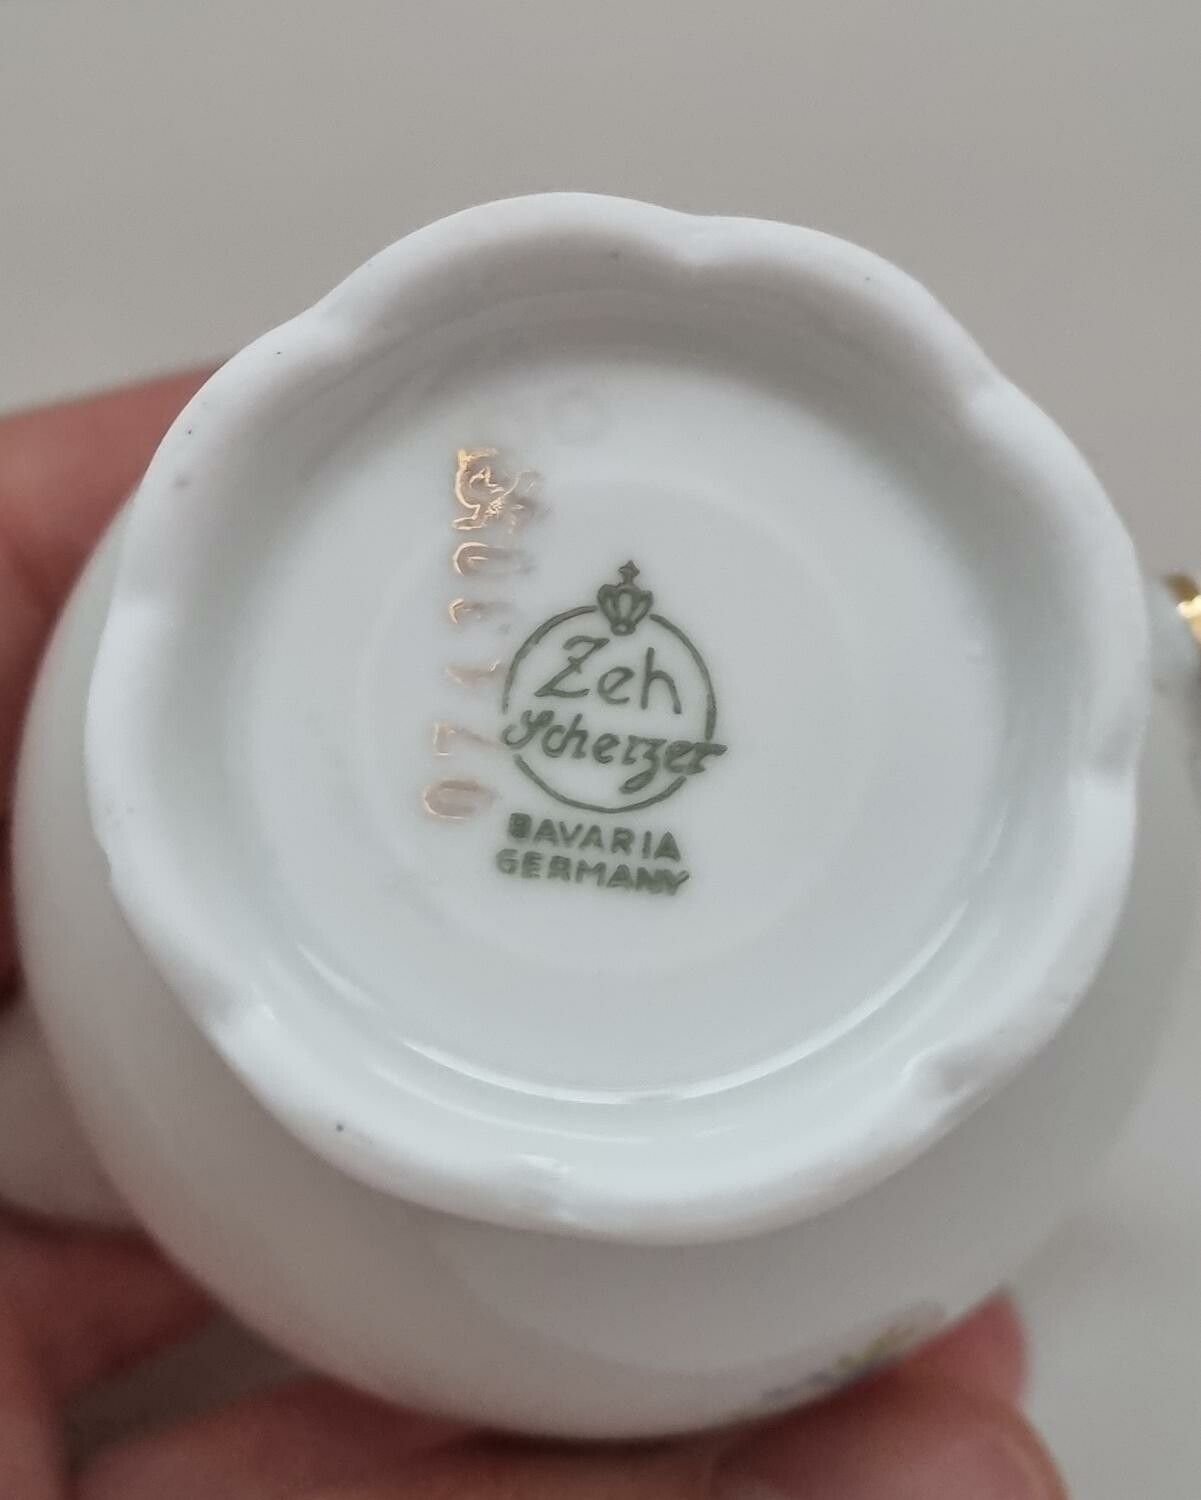 Zeh
Scherzer
BAVARIA
GERMANY